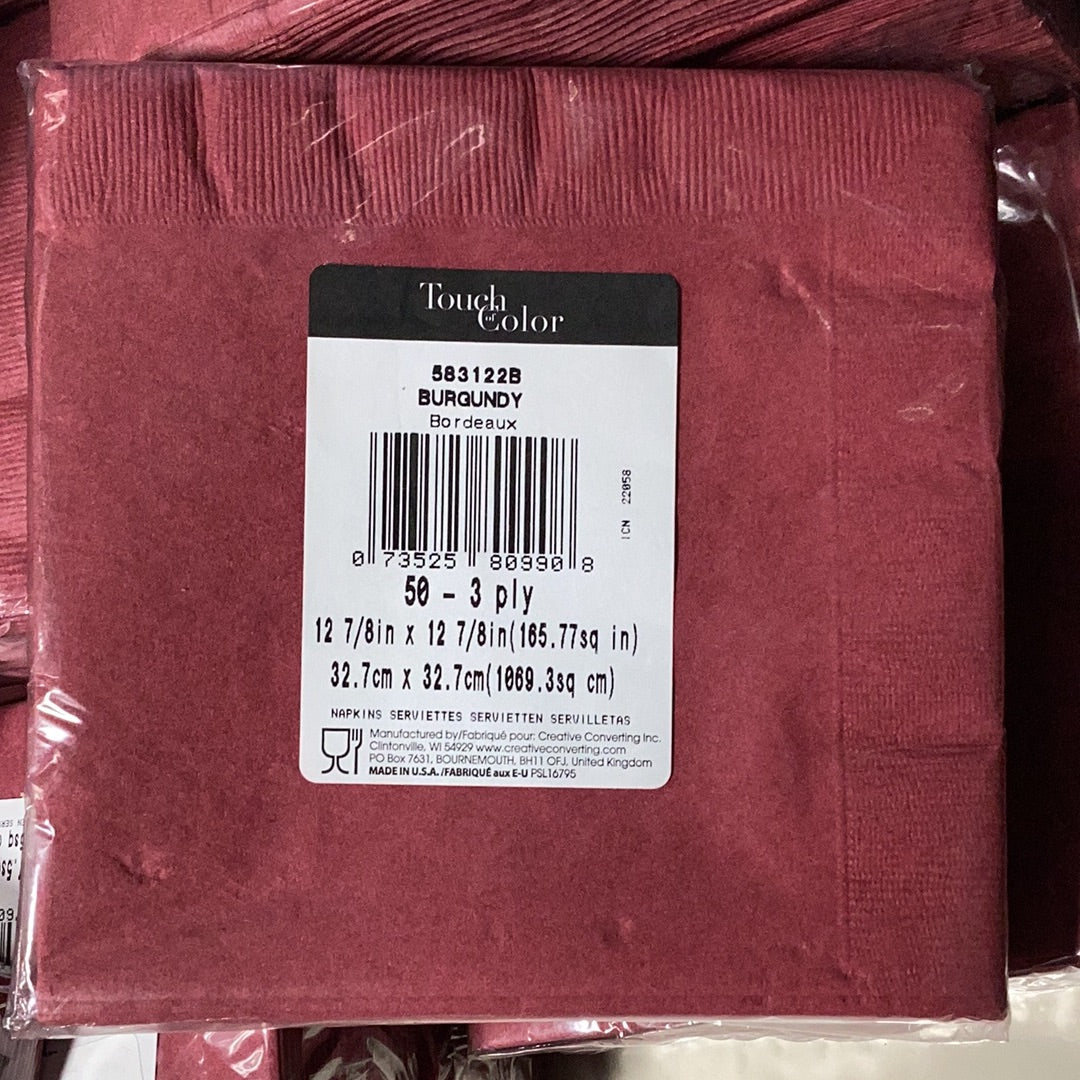 Touch
of Color
583122B
BURGUNDY
Bordeaux
ICN 22058
0 73525 80990 8
50 - 3 ply
12 7/8in x 12 7/8in(165.77sq in)
32.7cm x 32.7cm(1069.3sq cm)
NAPKINS SERVIETTES SERVIETTEN SERVILLETAS
Manufactured by/Fabriqué pour: Creative Converting Inc.
Clintonville, WI 54929 www.creativeconverting.com
PO Box 7631, BOURNEMOUTH, BH11 OFJ, United Kingdom
MADE IN U.S.A. /FABRIQUÉ aux E-U PSL16795